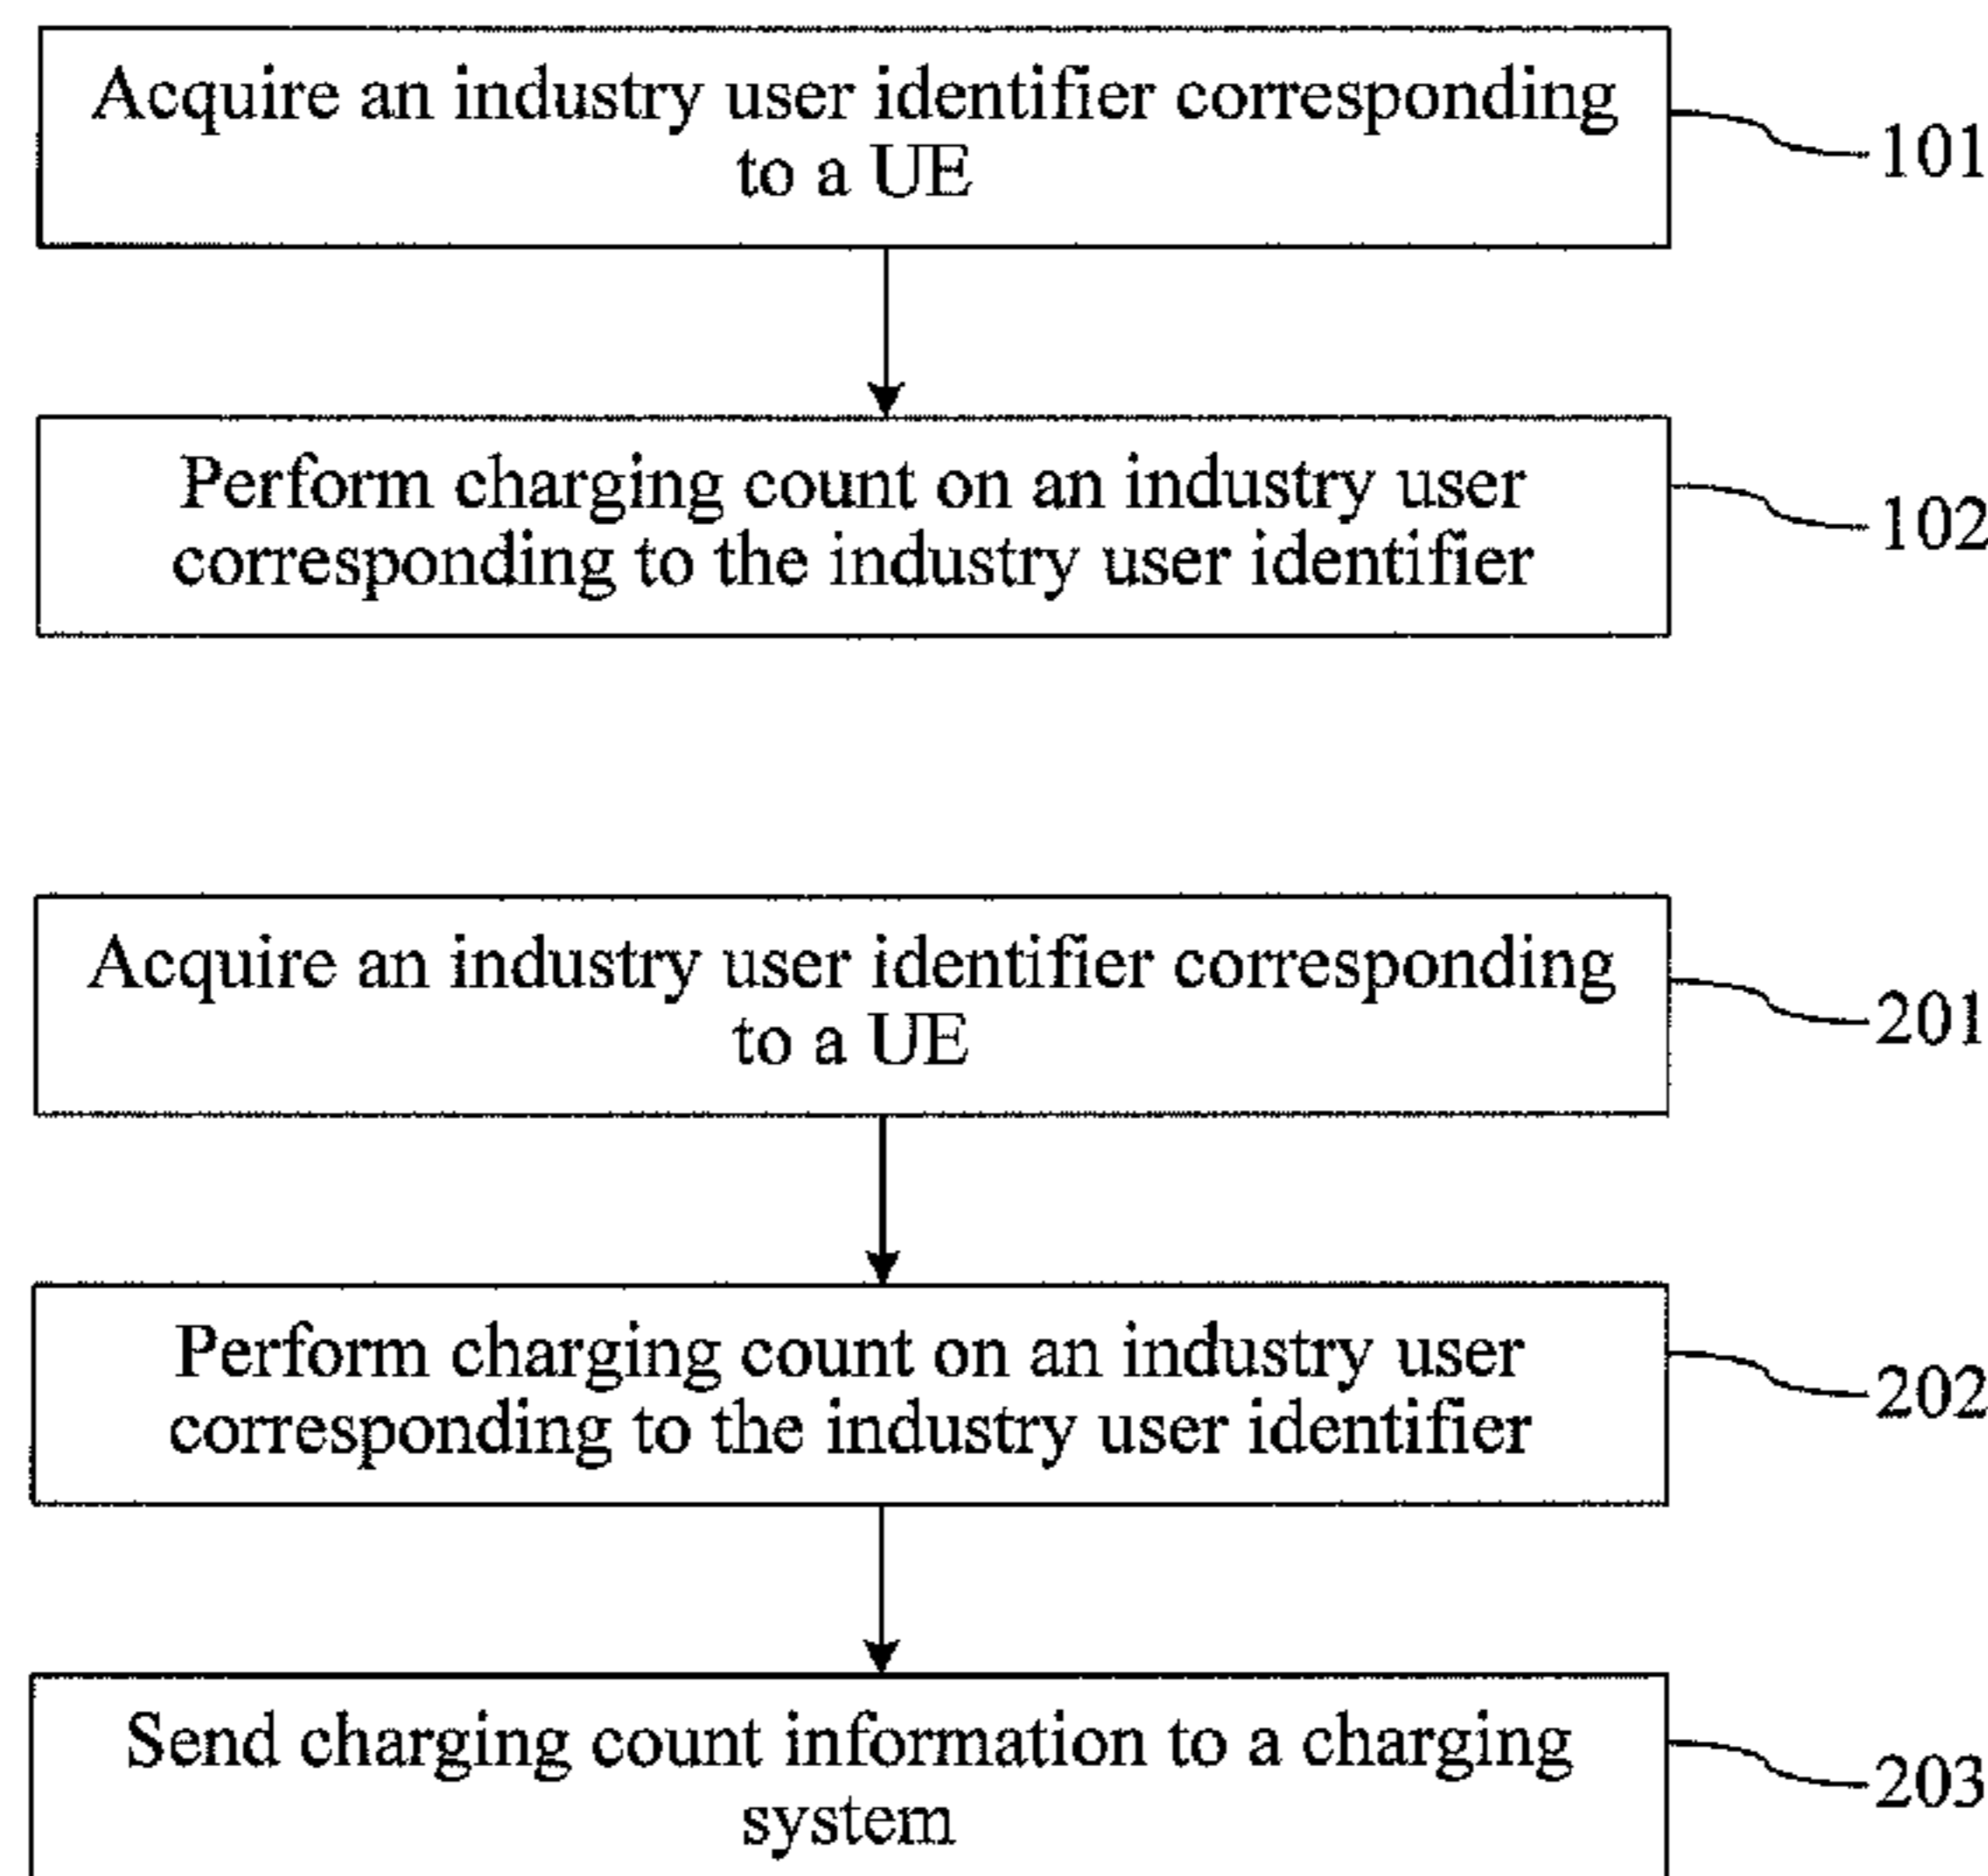 Acquire an industry user identifier corresponding
to a UE
101
Perform charging count on an industry user
corresponding to the industry user identifier
102
Acquire an industry user identifier corresponding
to a UE
201
Perform charging count on an industry user
corresponding to the industry user identifier
202
Send charging count information to a charging
system
203